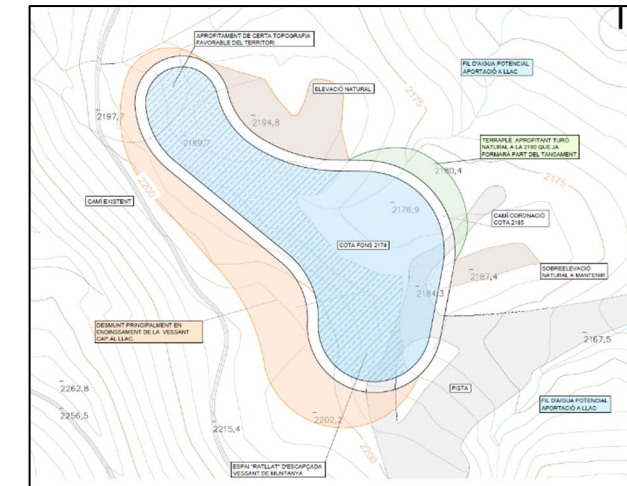 APROFITAMENT DE CERTA TOPOGRAFIA
FAVORABLE DEL TERRITORI
FIL D'AIGUA POTENCIAL
APORTACIÓ A LLAC
ELEVACIÓ NATURAL
2175
2197,7
2194,8
TERRAPLÈ APROFITANT TURÓ
NATURAL A LA 2180 QUE JA
FORMARÀ PART DEL TANCAMENT
2189,7
2180,4
2175
2200
CAMÍ EXISTENT
2176,9
CAMÍ CORONACIÓ
COTA 2185
COTA FONS 2174
SOBREELEVACIÓ
NATURAL A MANTENIR
2187,4
2184,3
DESMUNT PRINCIPALMENT EN
ENDINSSAMENT DE LA VESSANT
CAP AL LLAC.
2167,5
2262,8
PISTA
FIL D'AIGUA POTENCIAL
APORTACIÓ A LLAC
2256,5
2202,2
2215,4
2200
ESPAI "RATLLAT" D'ESCAPÇADA
VESSANT DE MUNTANYA